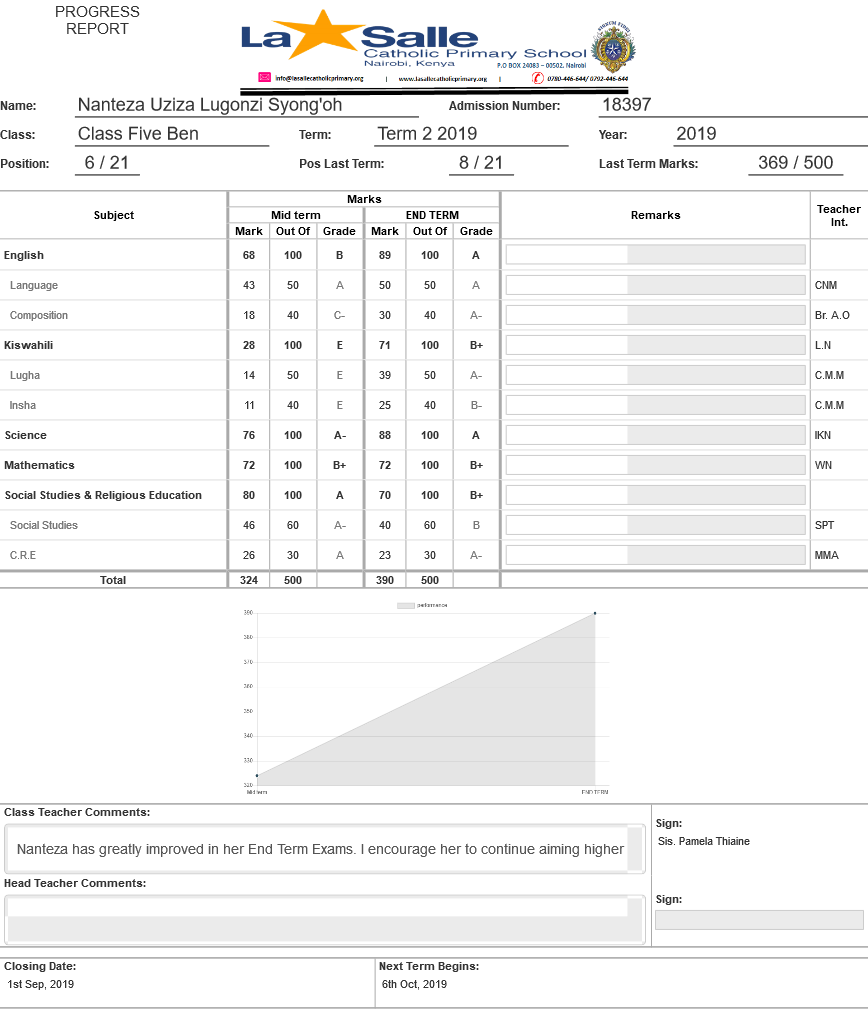 PROGRESS
REPORT
La Salle
Catholic Primary School
Nairobi, Kenya
P.O BOX 24083 – 00502, Nairobi
info@lasallecatholicprimary.org | www.lasallecatholicprimary.org | 0780-446-644/ 0792-446-644
Name: Nanteza Uziza Lugonzi Syong'oh Admission Number: 18397
Class: Class Five Ben Term: Term 2 2019 Year: 2019
Position: 6 / 21 Pos Last Term: 8 / 21 Last Term Marks: 369 / 500
Subject Marks Remarks Teacher Int.
Mid term END TERM
Mark Out Of Grade Mark Out Of Grade
English 68 100 B 89 100 A
Language 43 50 A 50 50 A CNM
Composition 18 40 C- 30 40 A- Br. A.O
Kiswahili 28 100 E 71 100 B+ L.N
Lugha 14 50 E 39 50 A- C.M.M
Insha 11 40 E 25 40 B- C.M.M
Science 76 100 A- 88 100 A IKN
Mathematics 72 100 B+ 72 100 B+ WN
Social Studies & Religious Education 80 100 A 70 100 B+
Social Studies 46 60 A- 40 60 B SPT
C.R.E 26 30 A 23 30 A- MMA
Total 324 500 390 500
performance
390
380
370
360
350
340
330
320
Mid term END TERM
Class Teacher Comments:
Nanteza has greatly improved in her End Term Exams. I encourage her to continue aiming higher
Sign:
Sis. Pamela Thiaine
Head Teacher Comments:
Sign:
Closing Date: Next Term Begins:
1st Sep, 2019 6th Oct, 2019